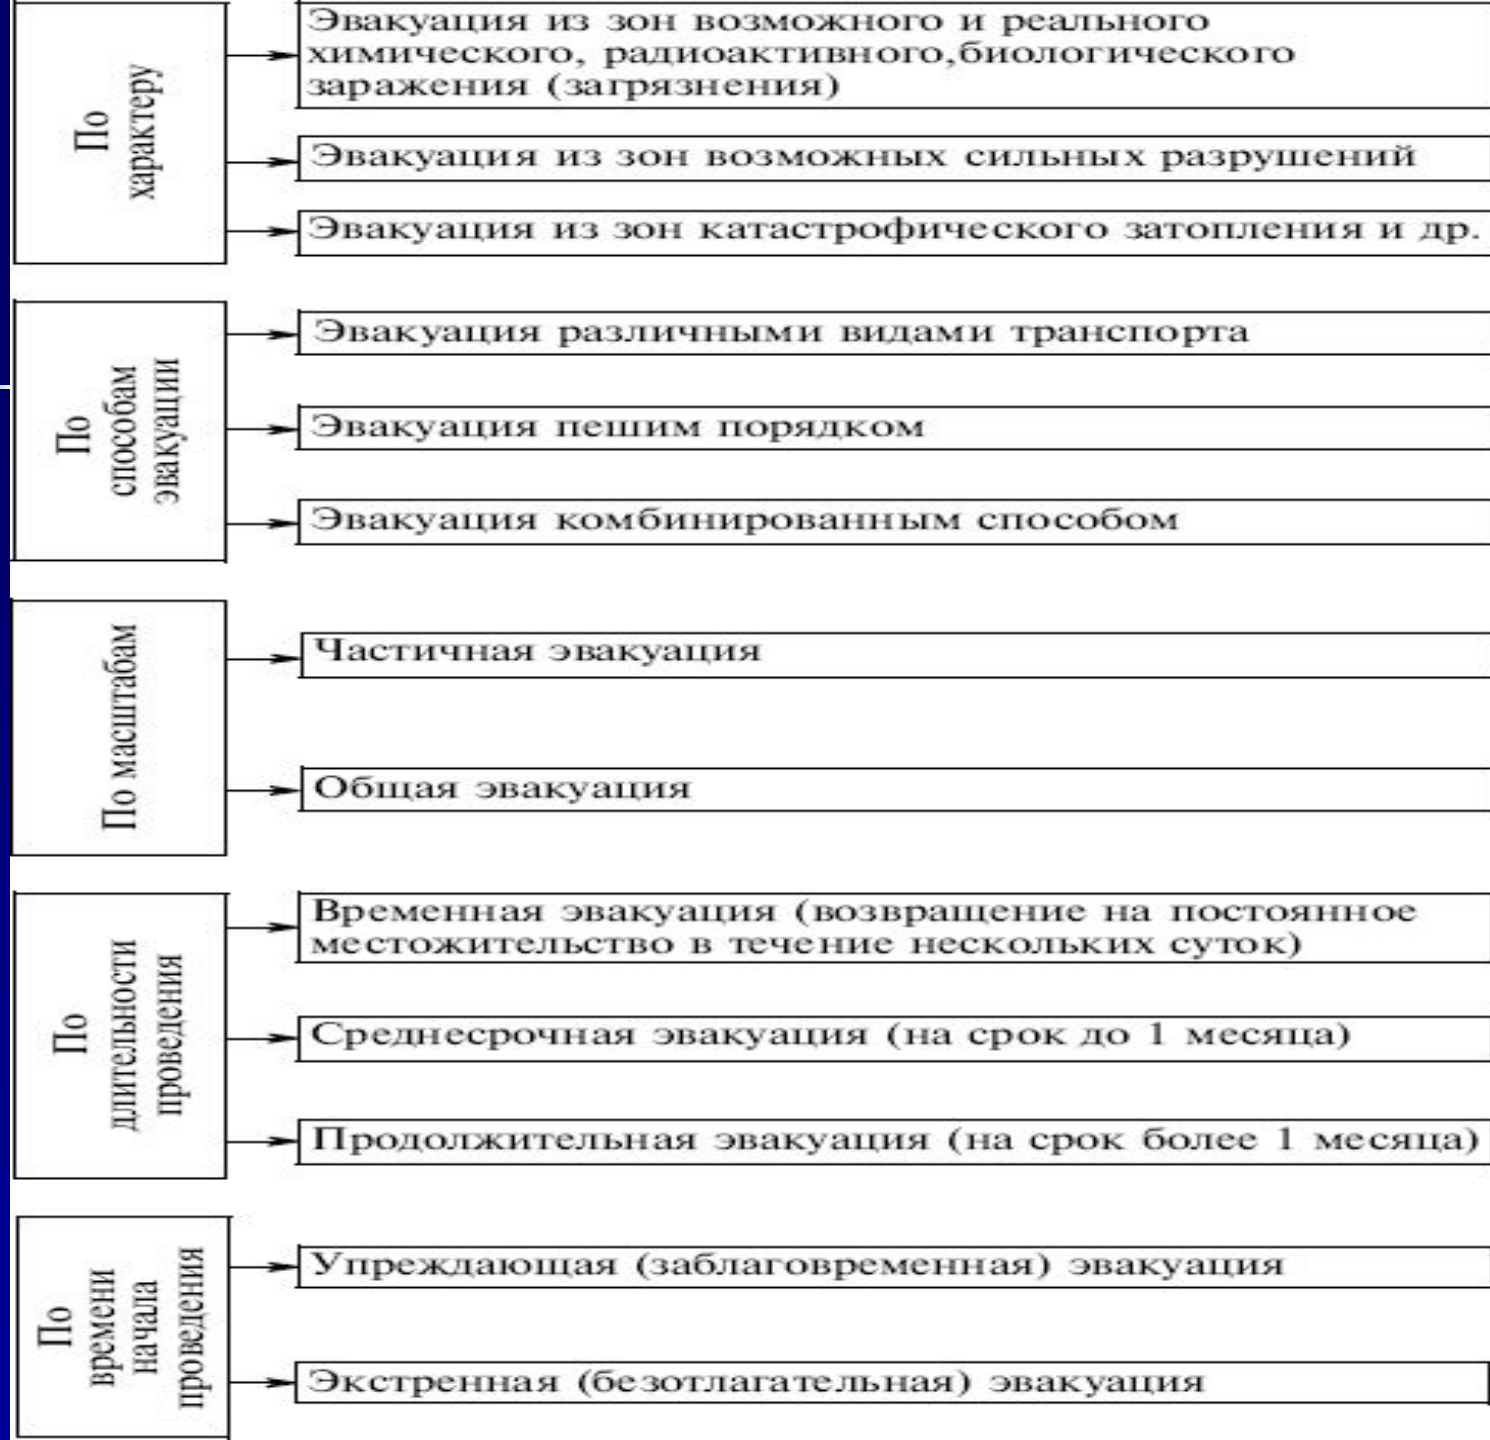 По
характеру
Эвакуация из зон возможного и реального
химического, радиоактивного,биологического
заражения (загрязнения)
Эвакуация из зон возможных сильных разрушений
Эвакуация из зон катастрофического затопления и др.
По
способам
эвакуации
Эвакуация различными видами транспорта
Эвакуация пешим порядком
Эвакуация комбинированным способом
По масштабам
Частичная эвакуация
Общая эвакуация
По
длительности
проведения
Временная эвакуация (возвращение на постоянное
местожительство в течение нескольких суток)
Среднесрочная эвакуация (на срок до 1 месяца)
Продолжительная эвакуация (на срок более 1 месяца)
По
времени
начала
проведения
Упреждающая (заблаговременная) эвакуация
Экстренная (безотлагательная) эвакуация